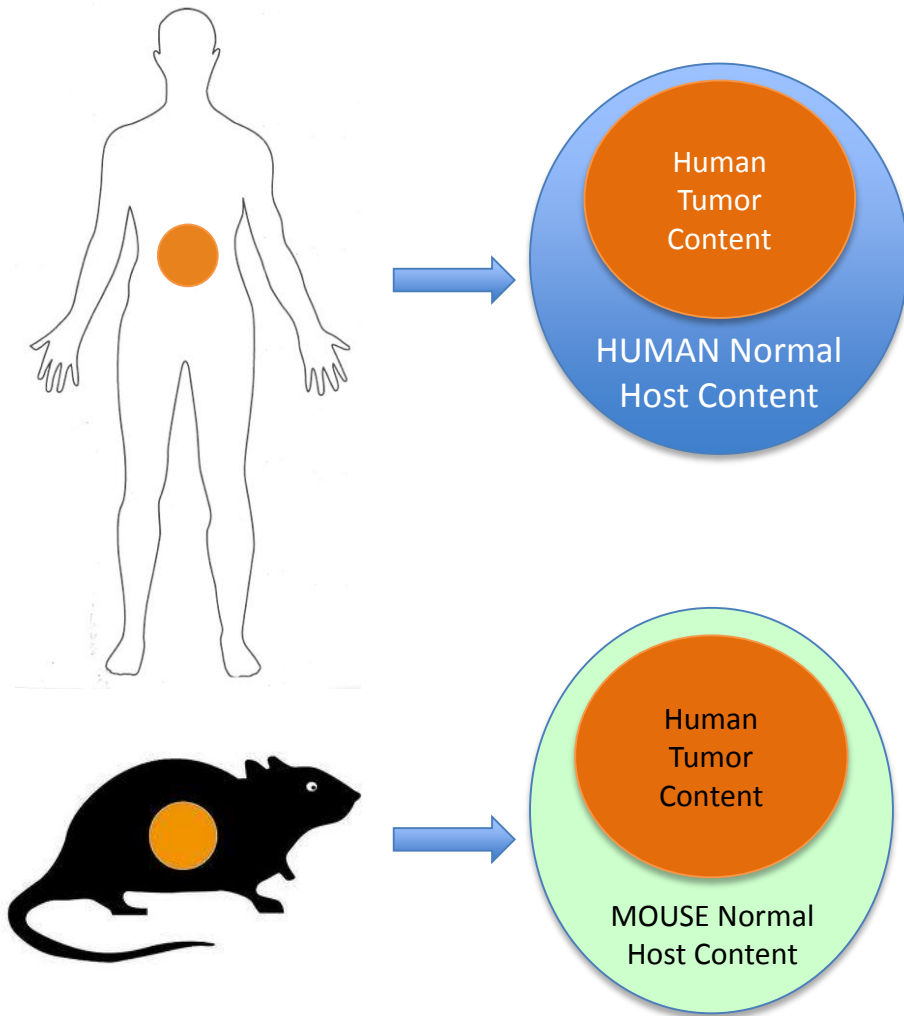 Human
Tumor
Content
HUMAN Normal
Host Content
Human
Tumor
Content
MOUSE Normal
Host Content